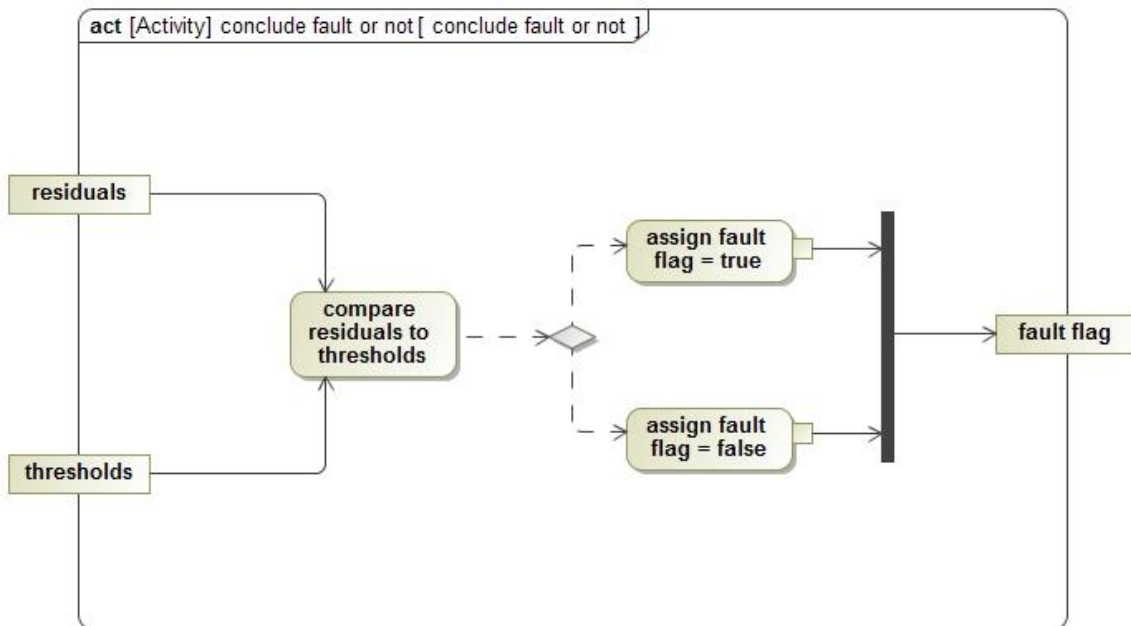 act [Activity] conclude fault or not [ conclude fault or not ]
residuals
thresholds
compare
residuals to
thresholds
assign fault
flag = true
assign fault
flag = false
fault flag